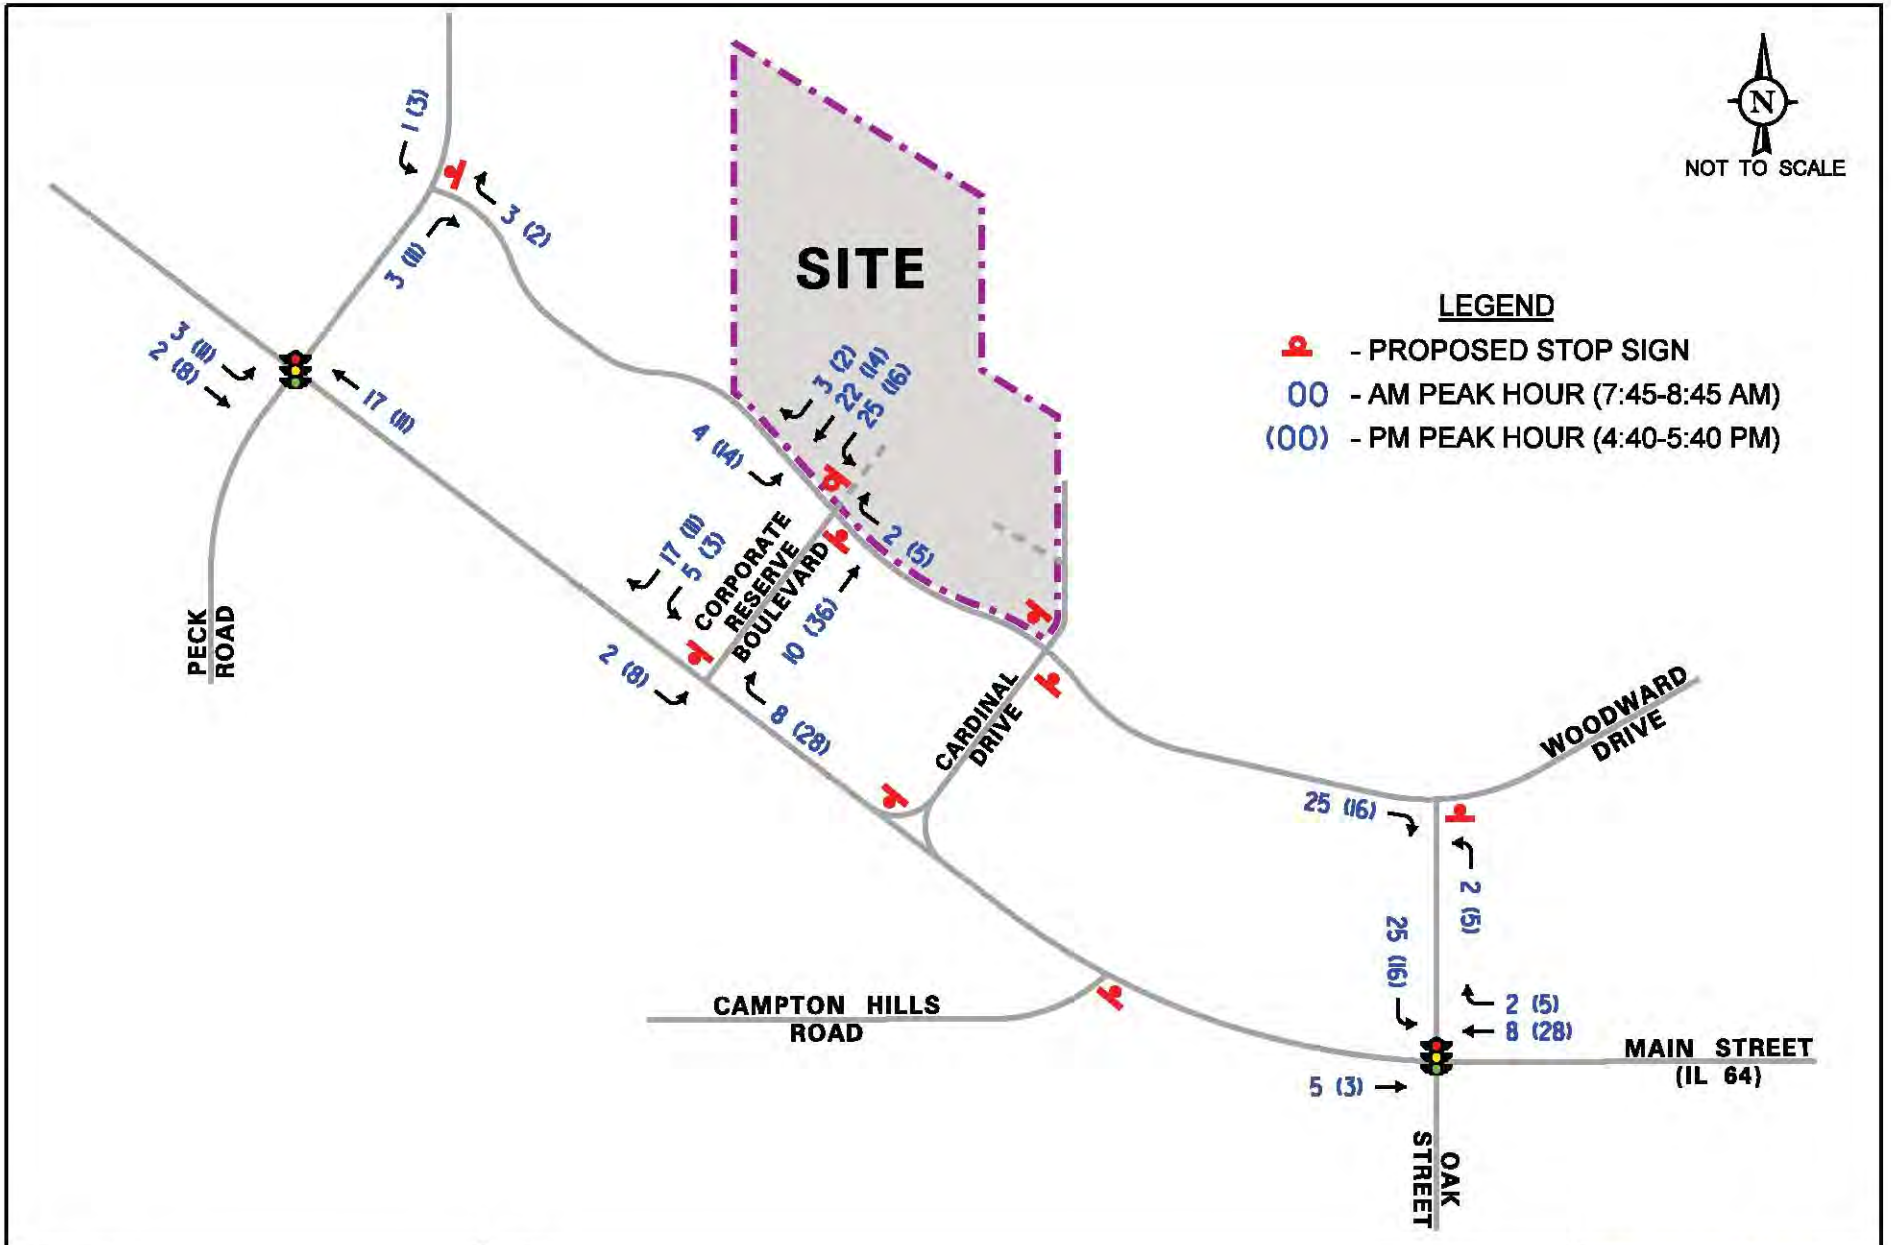 1 (3)
N
NOT TO SCALE
3 (2)
3 (11)
SITE
LEGEND
- PROPOSED STOP SIGN
00 - AM PEAK HOUR (7:45-8:45 AM)
(00) - PM PEAK HOUR (4:40-5:40 PM)
3 (11)
2 (8)
17 (11)
3 (2)
22 (14)
25 (16)
4 (14)
2 (5)
17 (11)
5 (3)
CORPORATE
RESERVE
BOULEVARD
10 (36)
PECK
ROAD
2 (8)
8 (28)
CARDINAL
DRIVE
WOODWARD
DRIVE
25 (16)
2 (5)
25 (16)
2 (5)
8 (28)
CAMPTON HILLS
ROAD
MAIN STREET
(IL 64)
5 (3)
OAK
STREET